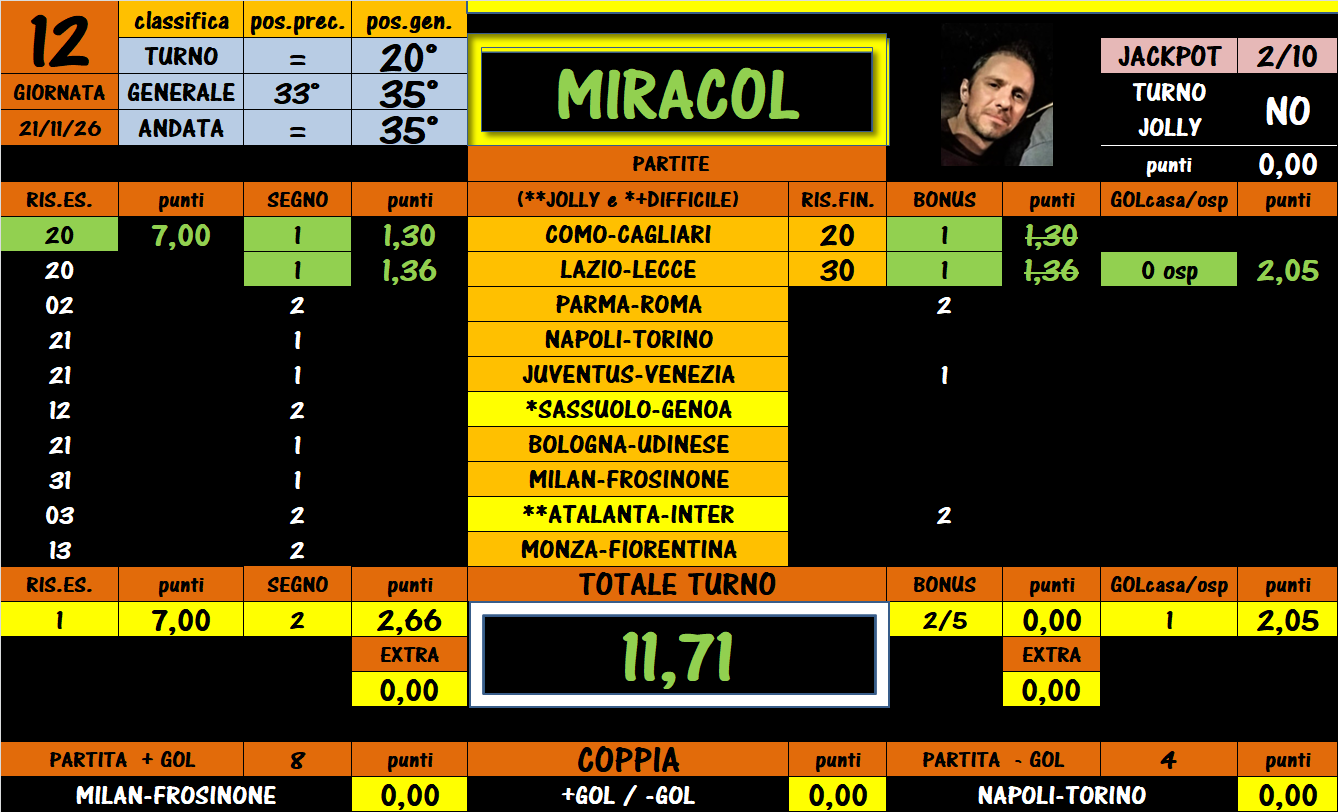 12 classifica pos.prec. pos.gen.
TURNO = 20°
GIORNATA GENERALE 33° 35°
21/11/26 ANDATA = 35°
MIRACOL
JACKPOT 2/10
TURNO JOLLY NO
punti 0,00
PARTITE
RIS.ES. punti SEGNO punti (**JOLLY e *+DIFFICILE) RIS.FIN. BONUS punti GOLcasa/osp punti
20 7,00 1 1,30 COMO-CAGLIARI 20 1 1,30
20 1 1,36 LAZIO-LECCE 30 1 1,36 0 osp 2,05
02 2 PARMA-ROMA 2
21 1 NAPOLI-TORINO
21 1 JUVENTUS-VENEZIA 1
12 2 *SASSUOLO-GENOA
21 1 BOLOGNA-UDINESE
31 1 MILAN-FROSINONE
03 2 **ATALANTA-INTER 2
13 2 MONZA-FIORENTINA
RIS.ES. punti SEGNO punti TOTALE TURNO BONUS punti GOLcasa/osp punti
1 7,00 2 2,66 11,71 2/5 0,00 1 2,05
EXTRA EXTRA
0,00 0,00
PARTITA + GOL 8 punti COPPIA punti PARTITA - GOL 4 punti
MILAN-FROSINONE 0,00 +GOL / -GOL 0,00 NAPOLI-TORINO 0,00